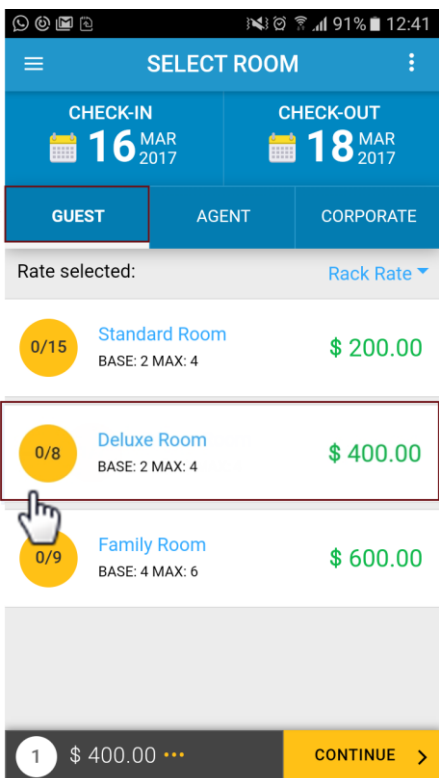 91% 12:41
SELECT ROOM
CHECK-IN
16 MAR 2017
CHECK-OUT
18 MAR 2017
GUEST AGENT CORPORATE
Rate selected: Rack Rate
0/15
Standard Room
BASE: 2 MAX: 4
$ 200.00
0/8
Deluxe Room
BASE: 2 MAX: 4
$ 400.00
0/9
Family Room
BASE: 4 MAX: 6
$ 600.00
1 $ 400.00 ••• CONTINUE